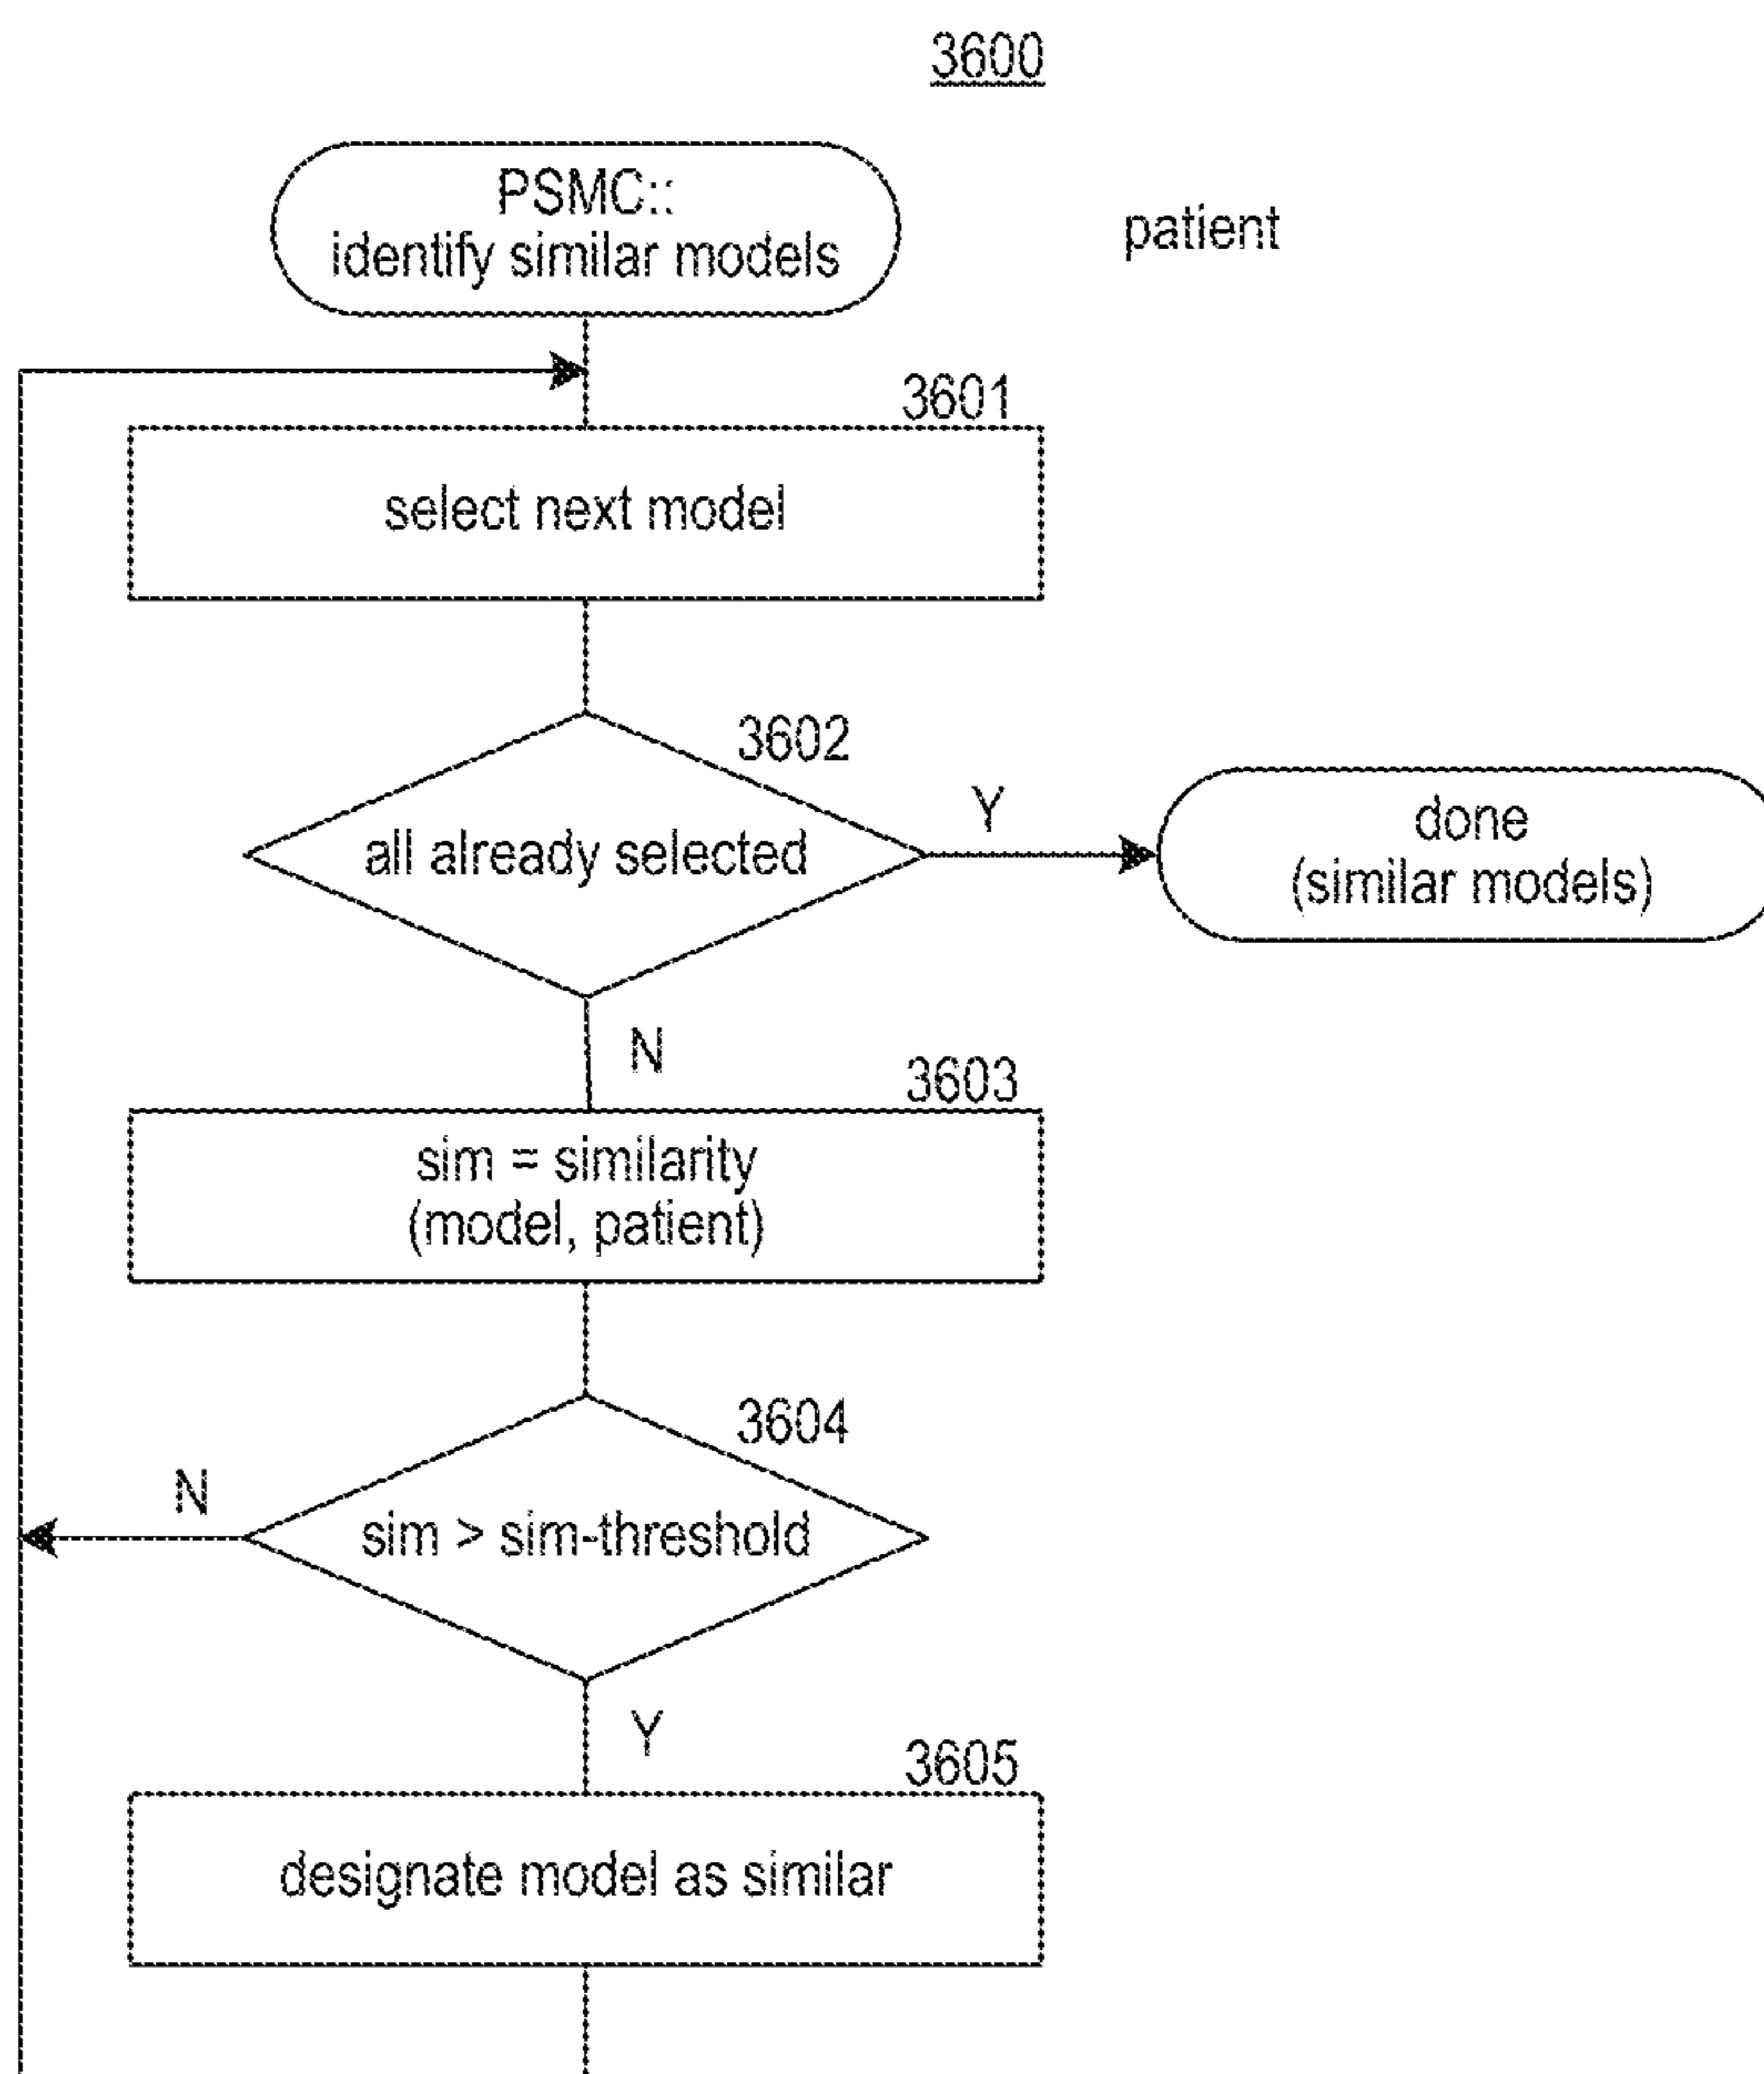 3600
PSMC::
identify similar models
patient
3601
select next model
3602
all already selected
Y
done
(similar models)
N
3603
sim = similarity
(model, patient)
3604
N
sim > sim-threshold
Y
3605
designate model as similar